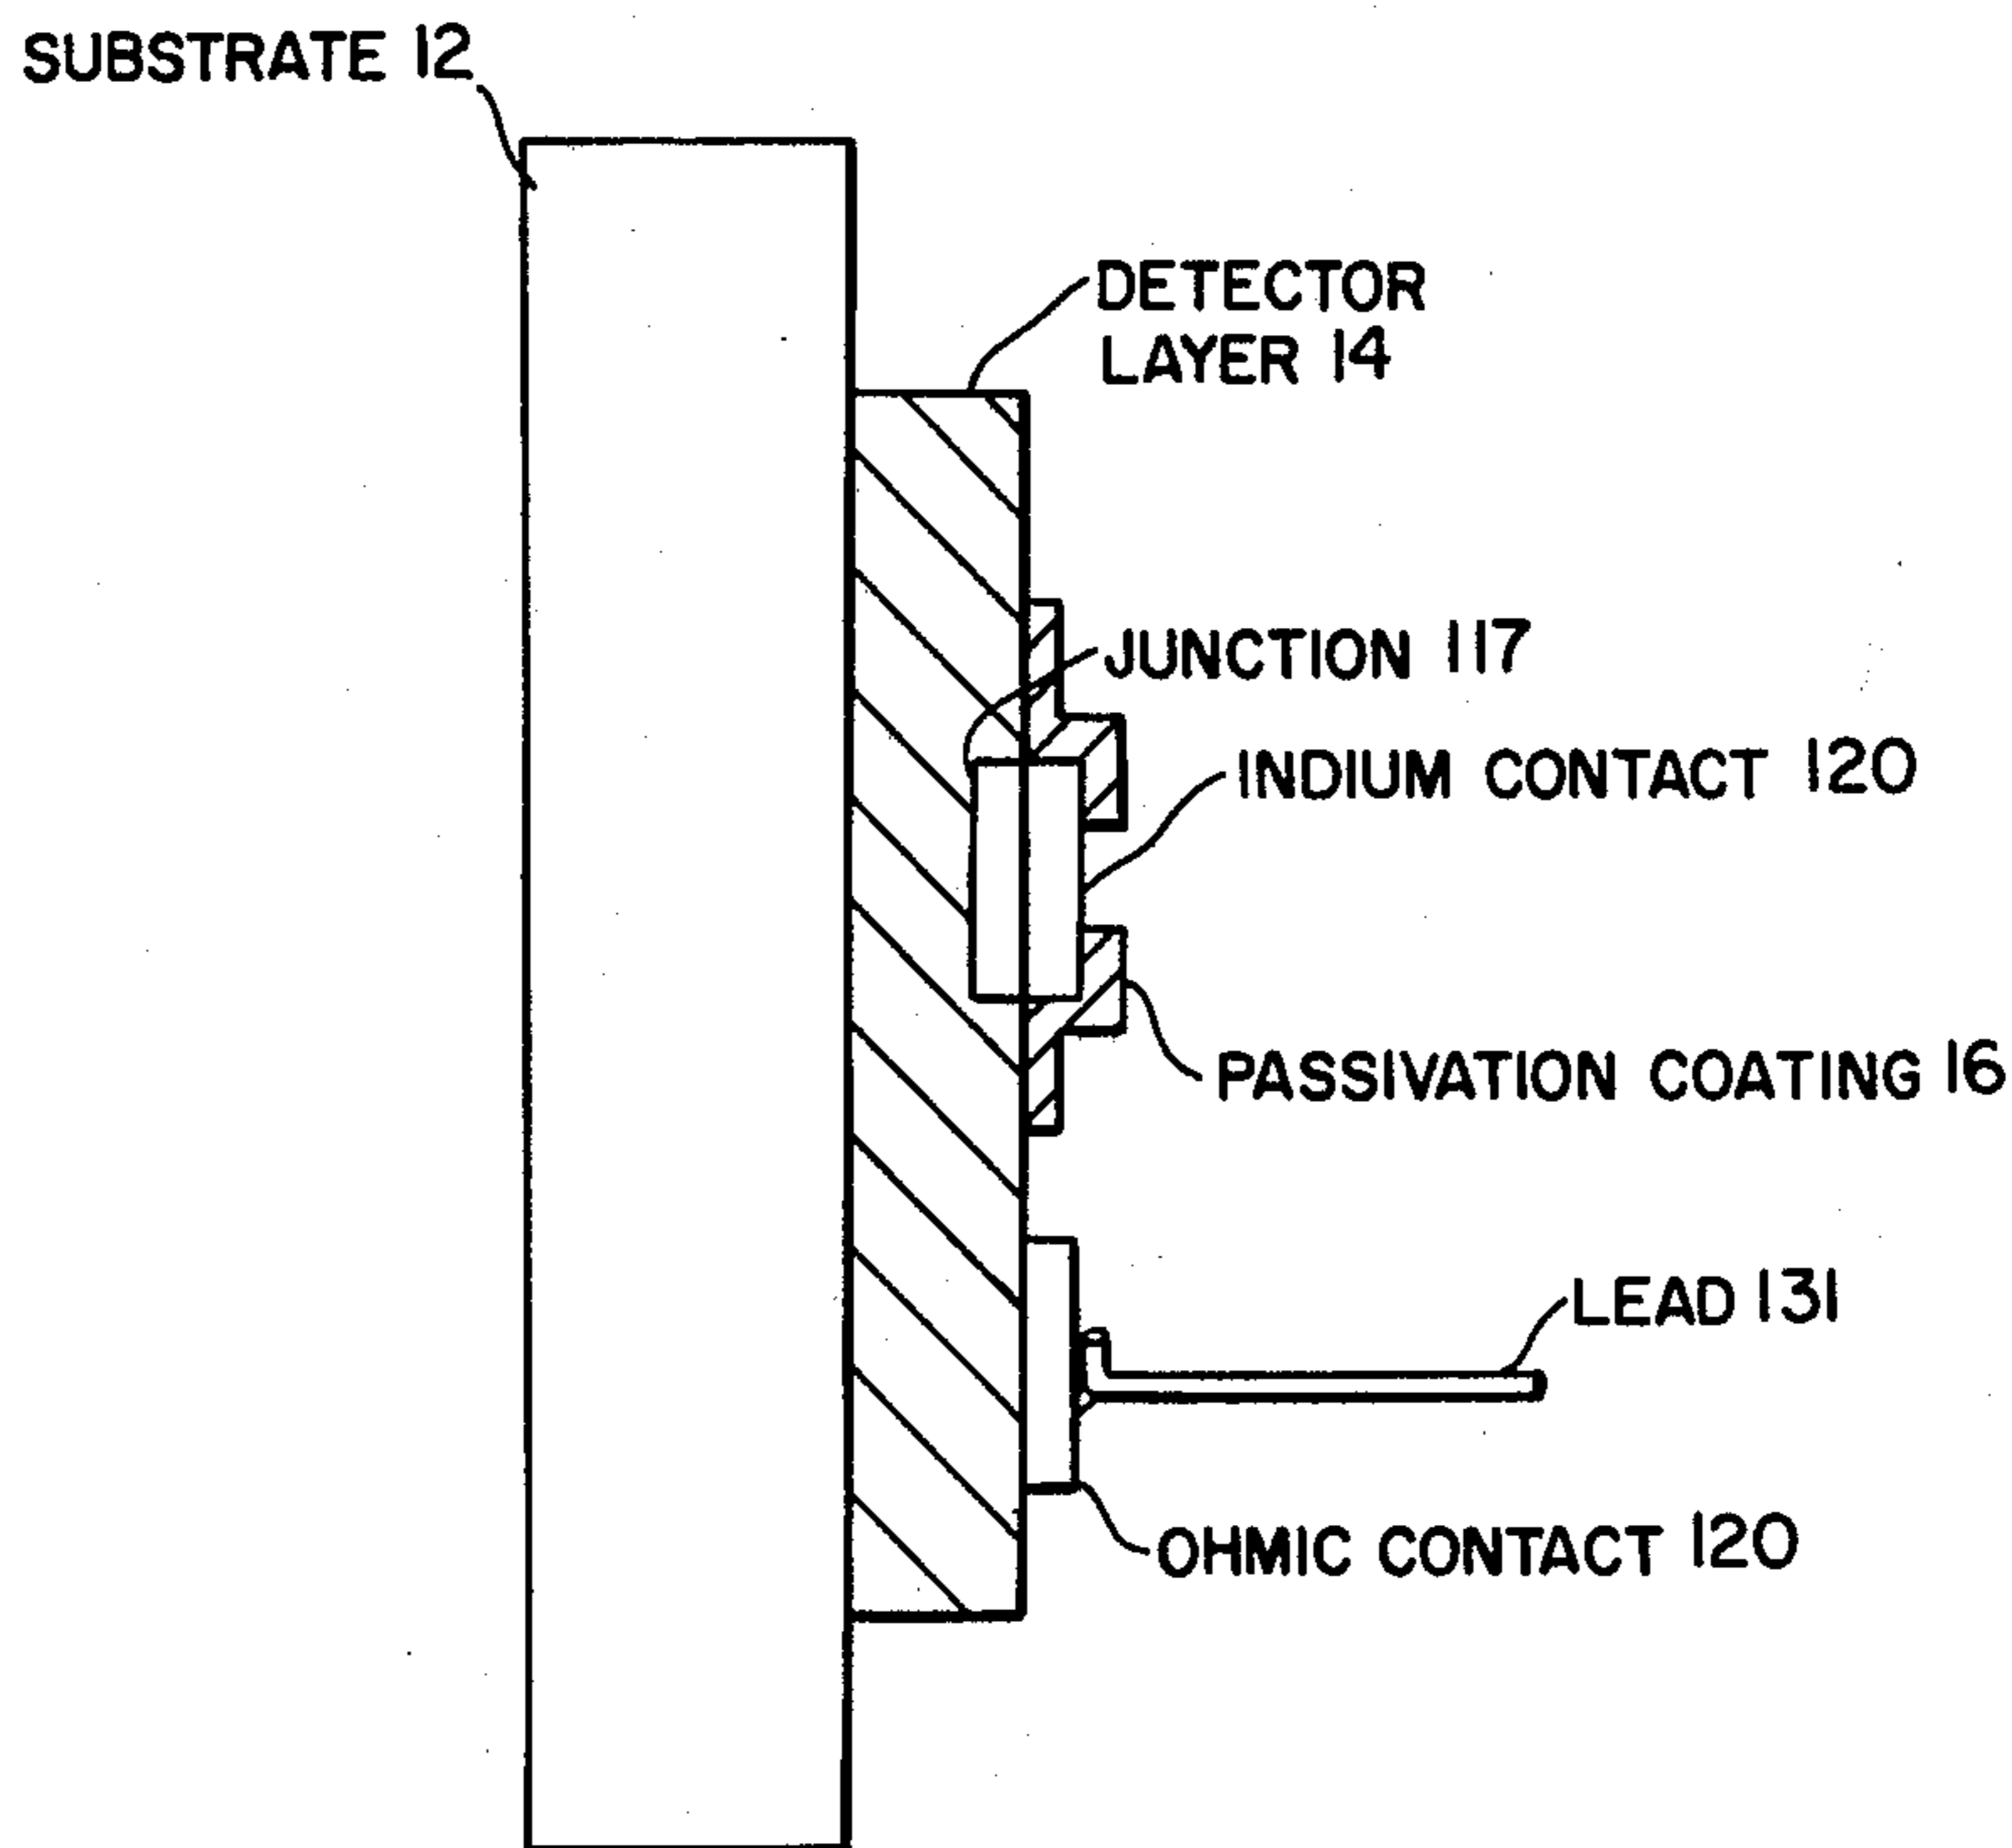 SUBSTRATE 12
DETECTOR
LAYER 14
JUNCTION 117
INDIUM CONTACT 120
PASSIVATION COATING 16
LEAD 131
OHMIC CONTACT 120